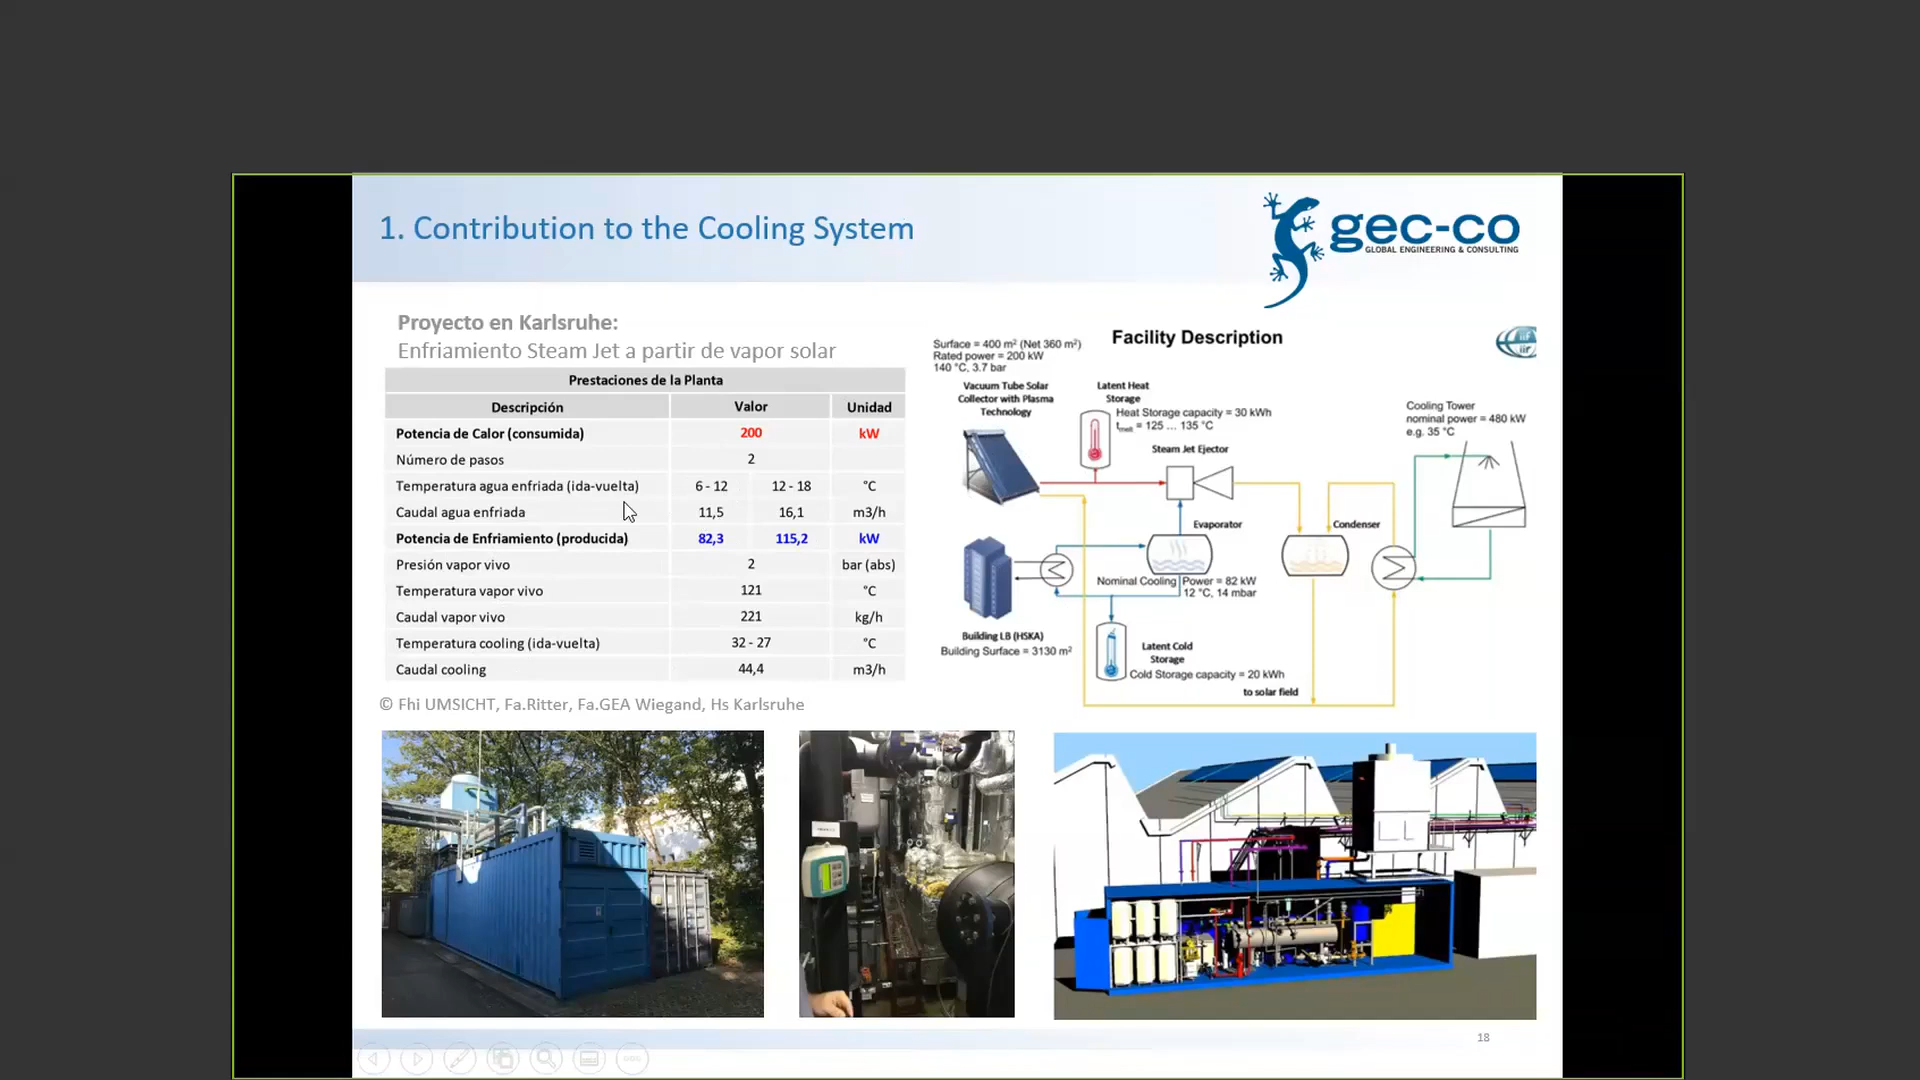 1. Contribution to the Cooling System
gec-co
GLOBAL ENGINEERING & CONSULTING
Proyecto en Karlsruhe:
Enfriamiento Steam Jet a partir de vapor solar
Prestaciones de la Planta
Descripción Valor Unidad
Potencia de Calor (consumida) 200 kW
Número de pasos 2
Temperatura agua enfriada (ida-vuelta) 6 - 12 12 - 18 °C
Caudal agua enfriada 11,5 16,1 m3/h
Potencia de Enfriamiento (producida) 82,3 115,2 kW
Presión vapor vivo 2 bar (abs)
Temperatura vapor vivo 121 °C
Caudal vapor vivo 221 kg/h
Temperatura cooling (ida-vuelta) 32 - 27 °C
Caudal cooling 44,4 m3/h
© Fhi UMSICHT, Fa.Ritter, Fa.GEA Wiegand, Hs Karlsruhe
Facility Description
iif
iir
Surface = 400 m² (Net 360 m²)
Rated power = 200 kW
140 °C, 3.7 bar
Vacuum Tube Solar
Collector with Plasma
Technology
Latent Heat
Storage
Heat Storage capacity = 30 kWh
tmelt = 125 ... 135 °C
Steam Jet Ejector
Cooling Tower
nominal power = 480 kW
e.g. 35 °C
Evaporator
Condenser
Nominal Cooling Power = 82 kW
12 °C, 14 mbar
Building LB (HSKA)
Building Surface = 3130 m²
Latent Cold
Storage
Cold Storage capacity = 20 kWh
to solar field
18